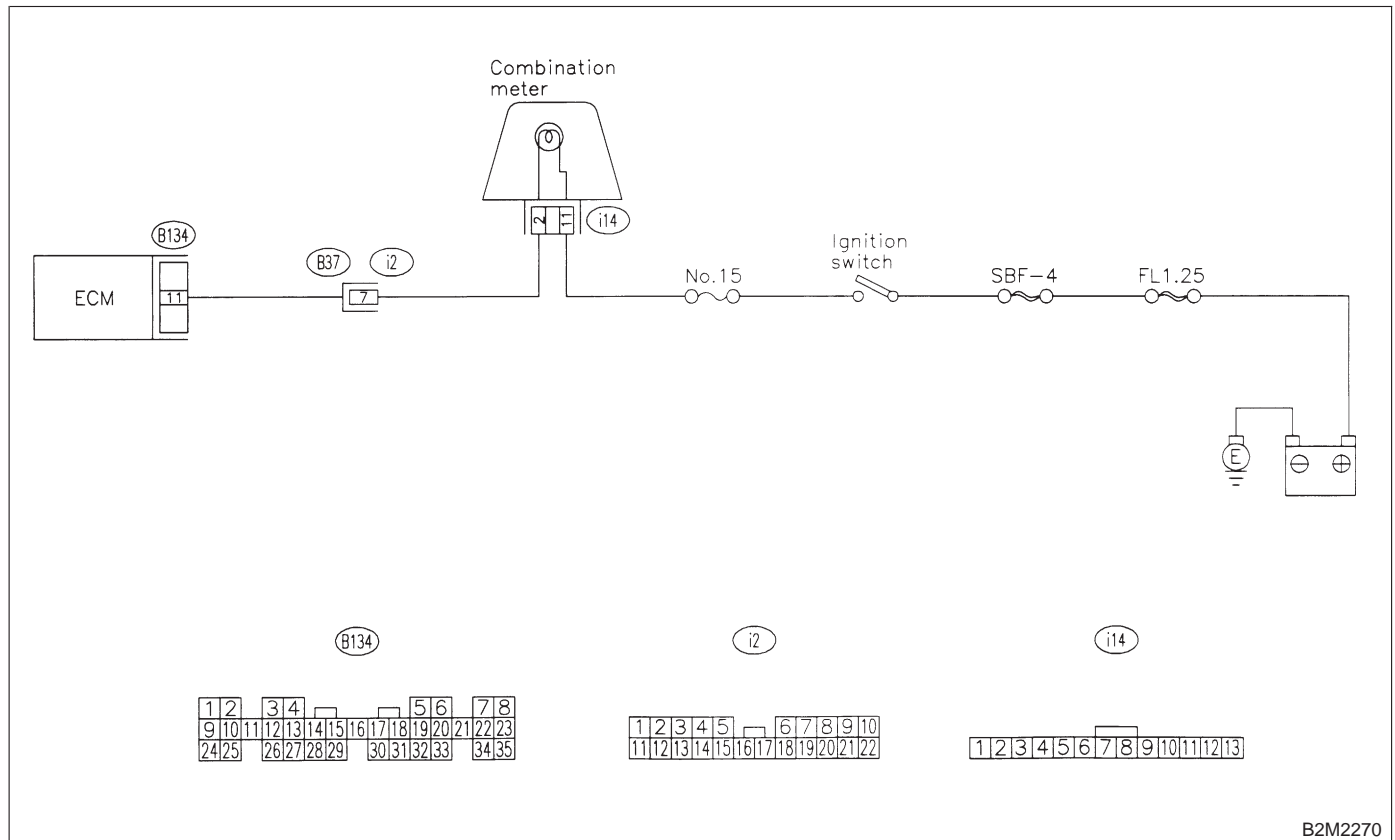 Combination
meter
2 11
i14
B134
ECM
11
B37 i2
7
No.15
Ignition
switch
SBF-4
FL1.25
E
⊖ ⊕
B134
i2
i14
1 2 3 4 5 6 7 8
9 10 11 12 13 14 15 16 17 18 19 20 21 22 23
24 25 26 27 28 29 30 31 32 33 34 35
1 2 3 4 5 6 7 8 9 10
11 12 13 14 15 16 17 18 19 20 21 22
1 2 3 4 5 6 7 8 9 10 11 12 13
B2M2270